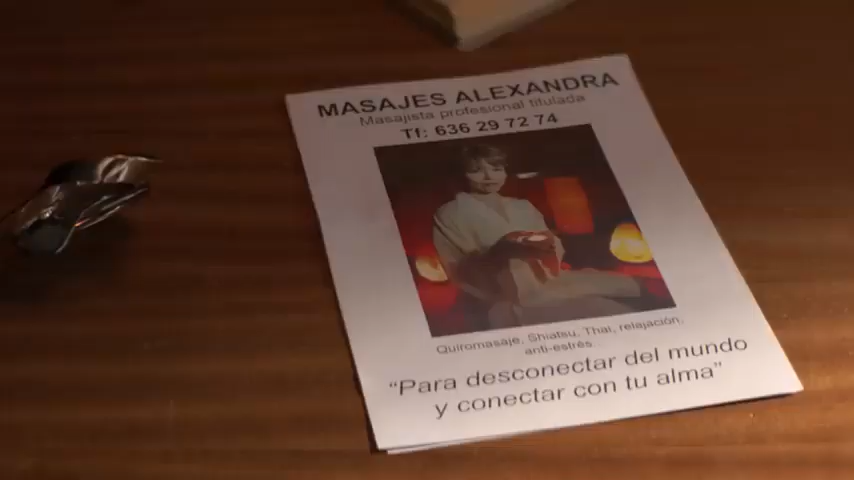 MASAJES ALEXANDRA
Masajista profesional titulada
Tf: 636 29 72 74
Quiromasaje, Shiatsu, Thai, relajación,
anti-estrés
“Para desconectar del mundo
y conectar con tu alma”